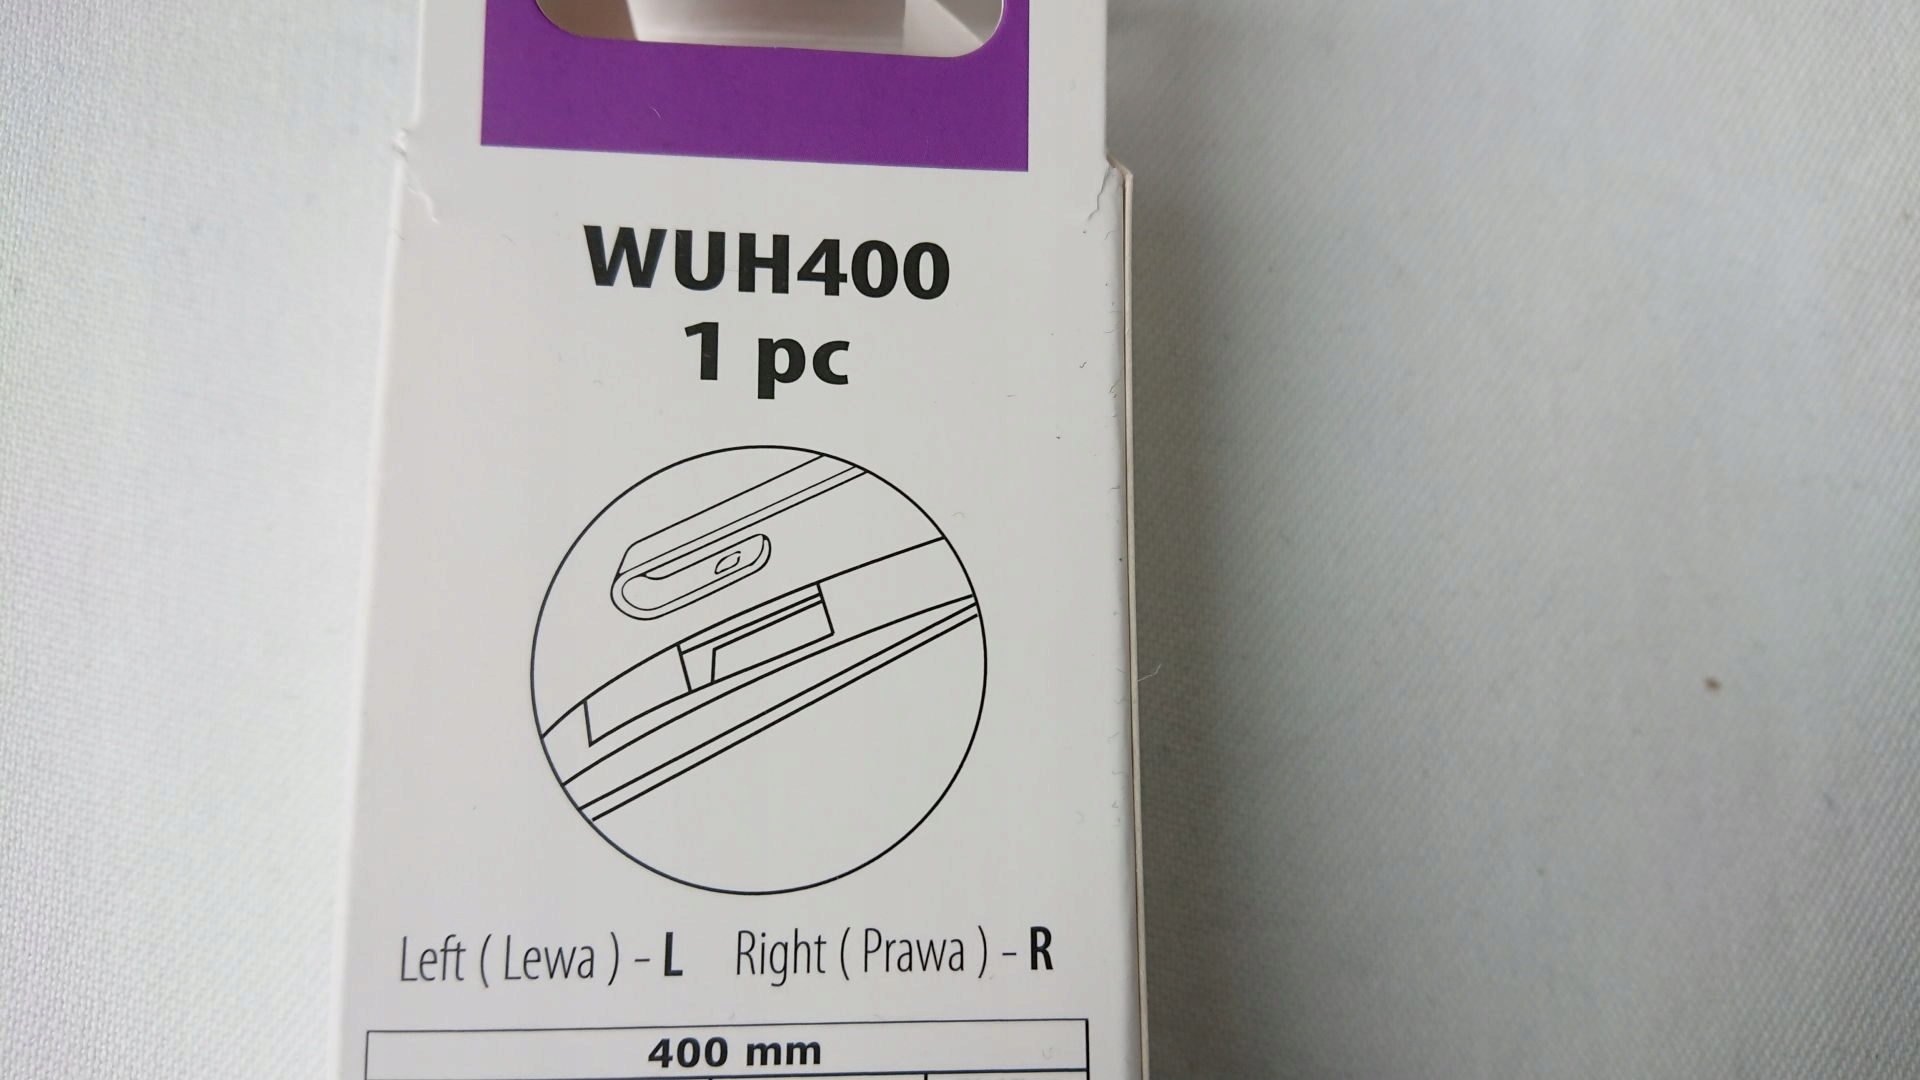 WUH400
1 pc
Left ( Lewa ) - L Right ( Prawa ) - R
400 mm